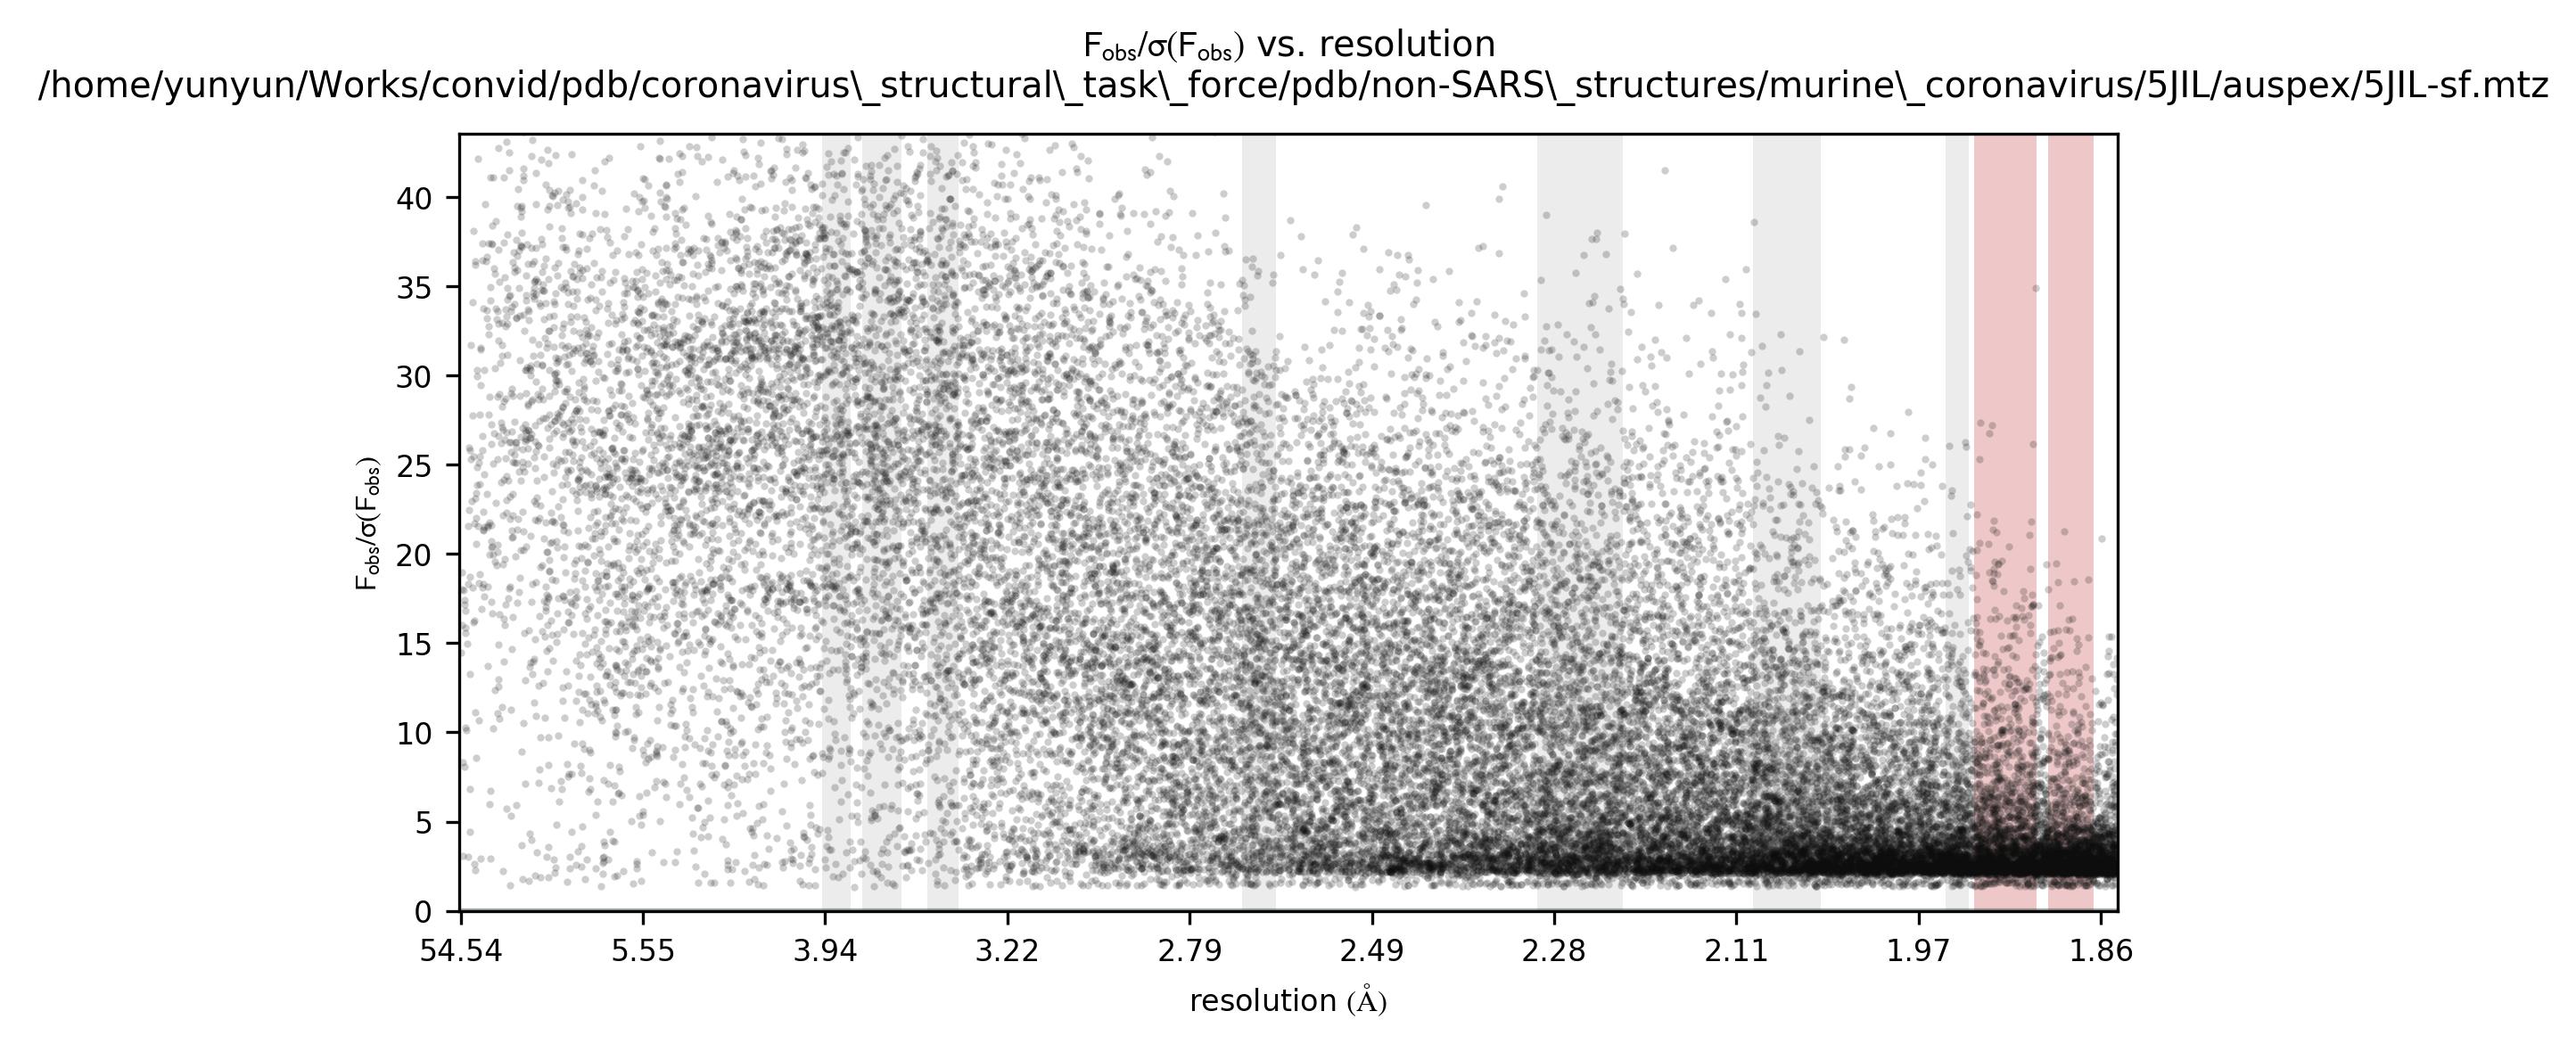 Fobs/σ(Fobs) vs. resolution
/home/yunyun/Works/convid/pdb/coronavirus\_structural\_task\_force/pdb/non-SARS\_structures/murine\_coronavirus/5JIL/auspex/5JIL-sf.mtz
Fobs/σ(Fobs)
40
35
30
25
20
15
10
5
0
54.54 5.55 3.94 3.22 2.79 2.49 2.28 2.11 1.97 1.86
resolution (Å)